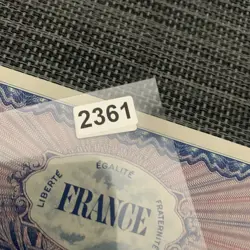 2361
ÉGALITÉ
LIBERTÉ
FRATERNITÉ
FRANCE